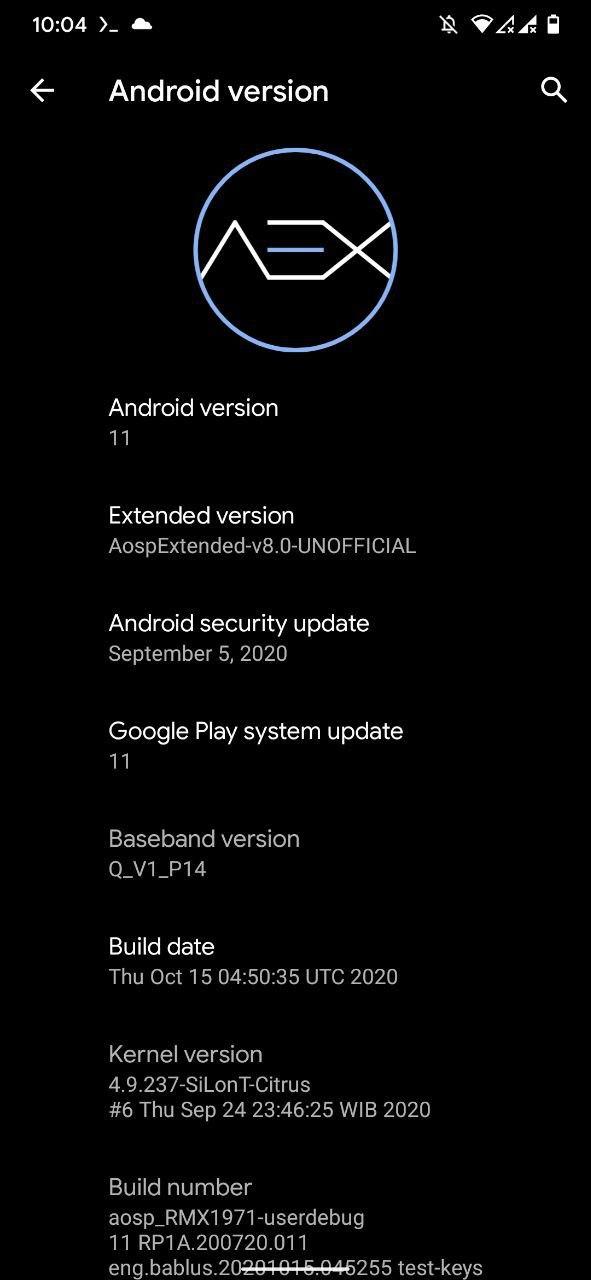 10:04
Android version
AEX
Android version
11
Extended version
AospExtended-v8.0-UNOFFICIAL
Android security update
September 5, 2020
Google Play system update
11
Baseband version
Q_V1_P14
Build date
Thu Oct 15 04:50:35 UTC 2020
Kernel version
4.9.237-SiLonT-Citrus
#6 Thu Sep 24 23:46:25 WIB 2020
Build number
aosp_RMX1971-userdebug
11 RP1A.200720.011
eng.bablus.20201015.045255 test-keys